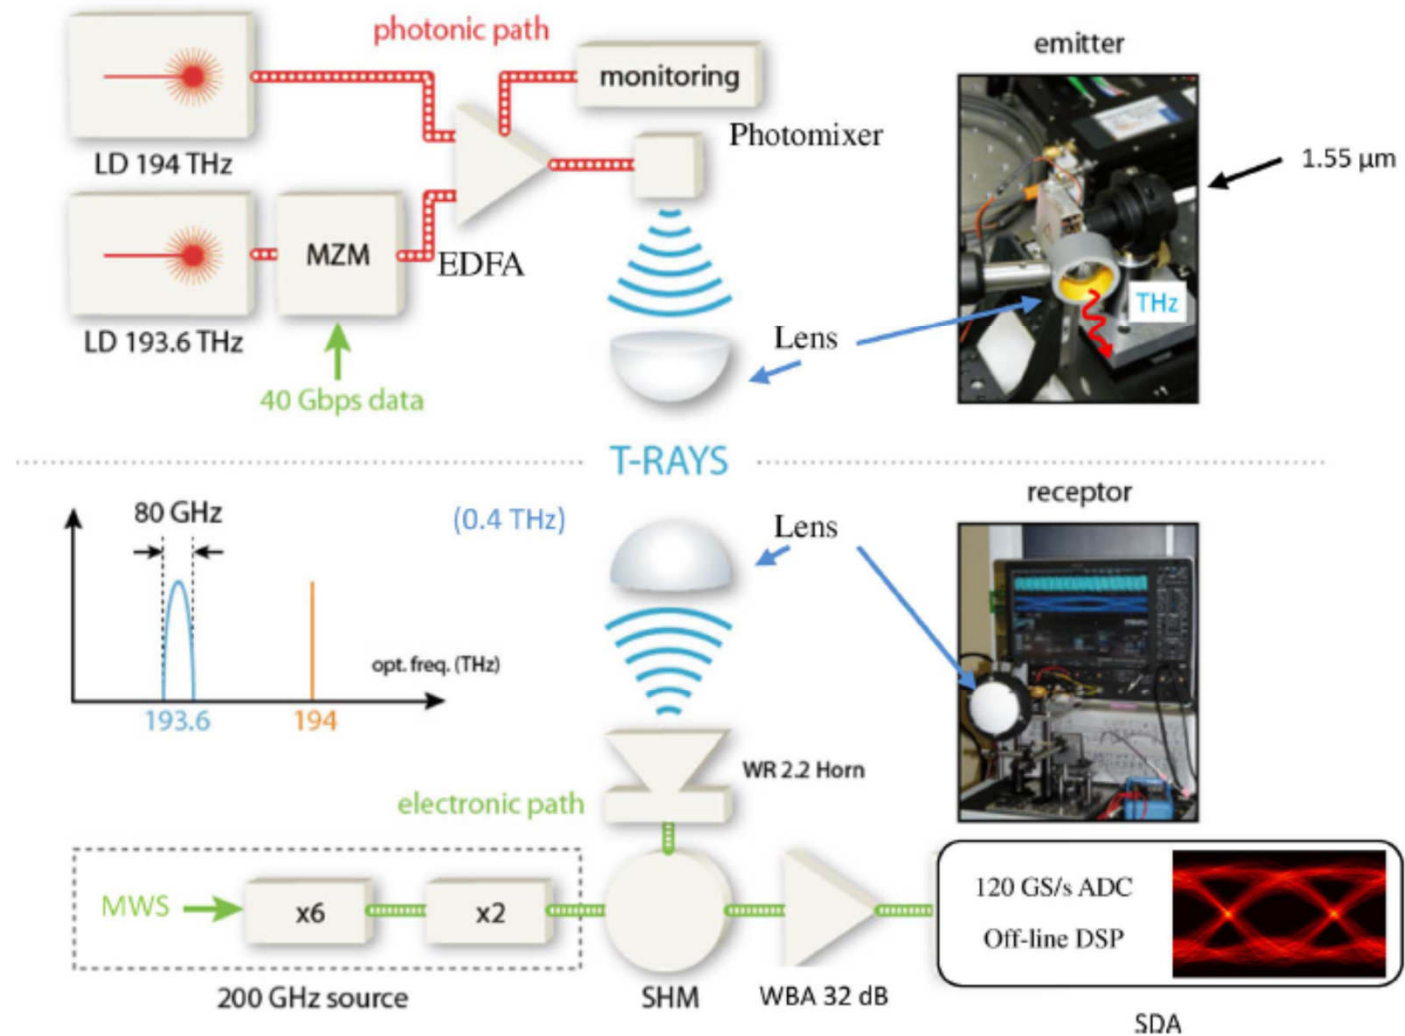 photonic path
emitter
monitoring
Photomixer
1.55 µm
LD 194 THz
MZM
EDFA
THz
LD 193.6 THz
Lens
40 Gbps data
T-RAYS
receptor
80 GHz
(0.4 THz)
Lens
opt. freq. (THz)
193.6
194
WR 2.2 Horn
electronic path
MWS
x6
x2
120 GS/s ADC
Off-line DSP
200 GHz source
SHM
WBA 32 dB
SDA